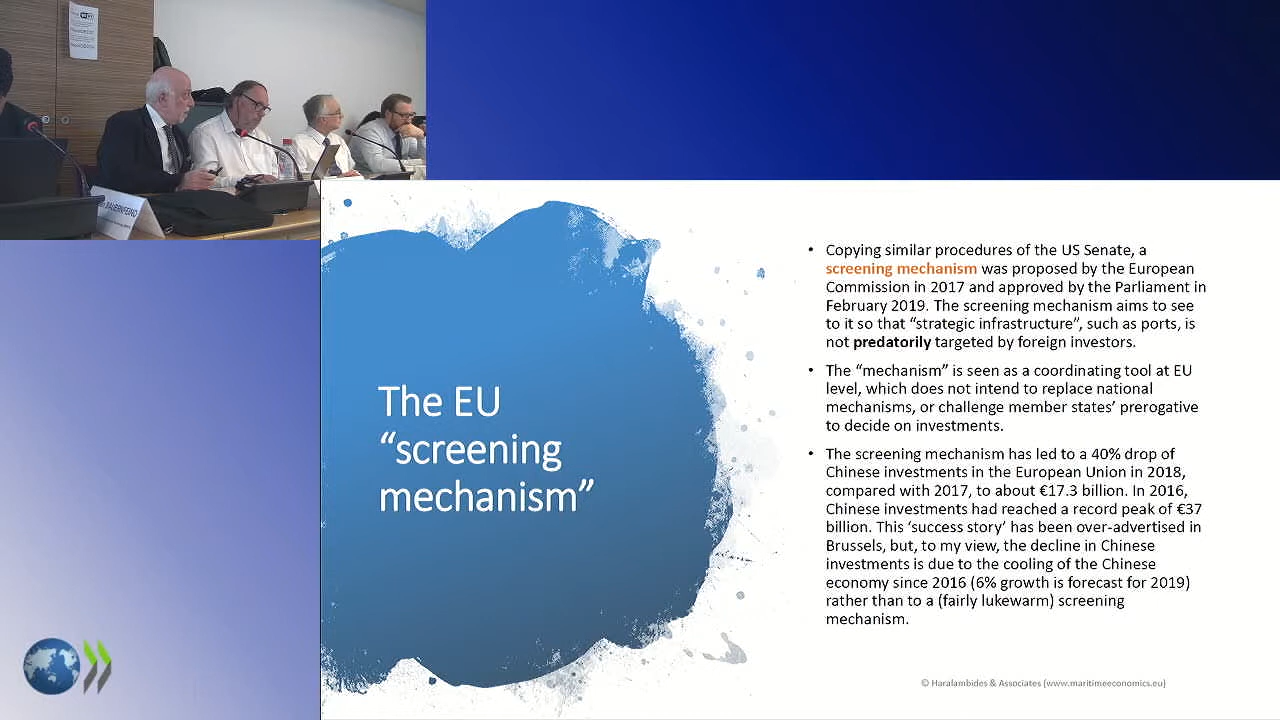 BAUERNFEIND
The EU
“screening
mechanism”
• Copying similar procedures of the US Senate, a
screening mechanism was proposed by the European
Commission in 2017 and approved by the Parliament in
February 2019. The screening mechanism aims to see
to it so that “strategic infrastructure”, such as ports, is
not predatorily targeted by foreign investors.
• The “mechanism” is seen as a coordinating tool at EU
level, which does not intend to replace national
mechanisms, or challenge member states’ prerogative
to decide on investments.
• The screening mechanism has led to a 40% drop of
Chinese investments in the European Union in 2018,
compared with 2017, to about €17.3 billion. In 2016,
Chinese investments had reached a record peak of €37
billion. This ‘success story’ has been over-advertised in
Brussels, but, to my view, the decline in Chinese
investments is due to the cooling of the Chinese
economy since 2016 (6% growth is forecast for 2019)
rather than to a (fairly lukewarm) screening
mechanism.
© Haralambides & Associates (www.maritimeeconomics.eu)